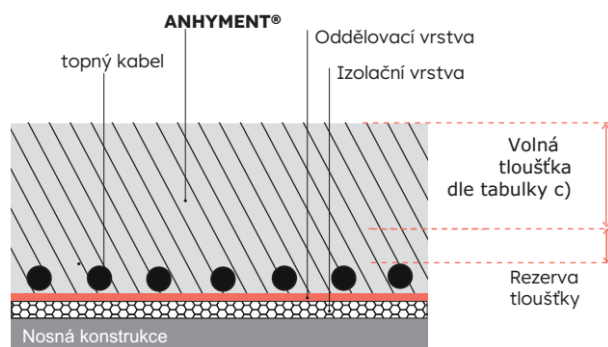 ANHYMENT®
Oddělovací vrstva
topný kabel
Izolační vrstva
Volná
tloušťka
dle tabulky c)
Rezerva
tloušťky
Nosná konstrukce